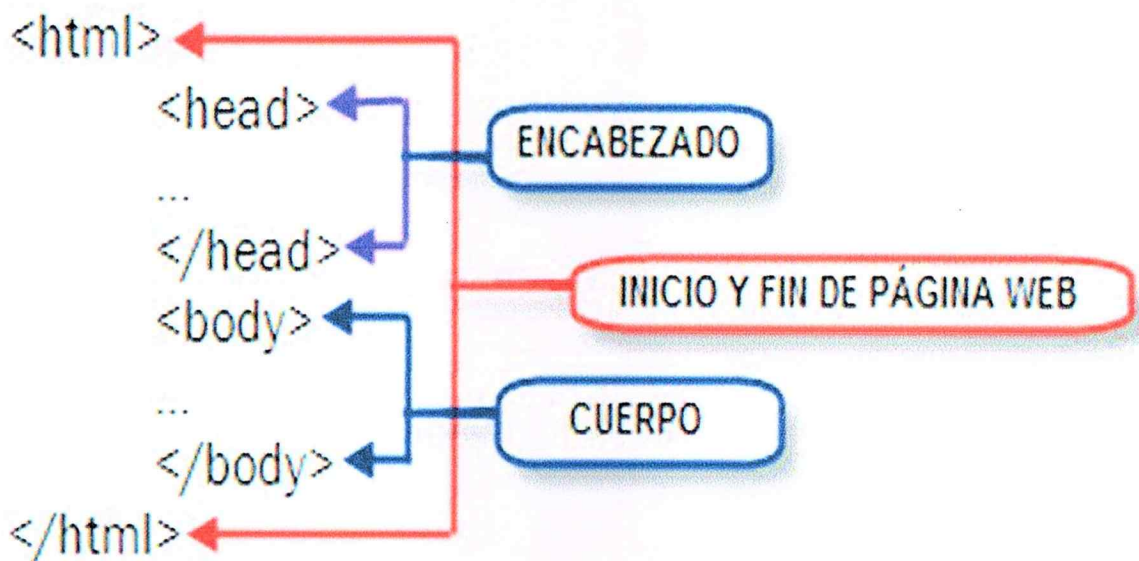 <html>
<head>
ENCABEZADO
...
</head>
INICIO Y FIN DE PÁGINA WEB
<body>
...
CUERPO
</body>
</html>